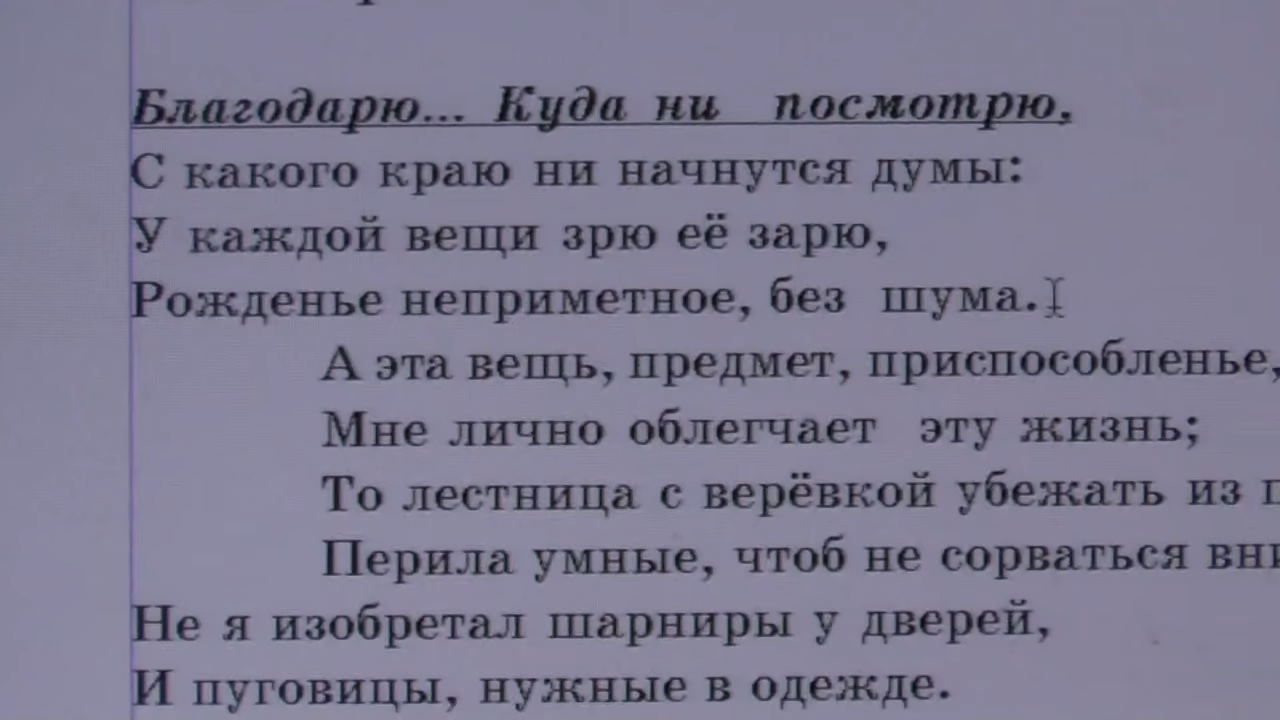 Благодарю... Куда ни посмотрю,
С какого краю ни начнутся думы:
У каждой вещи зрю её зарю,
Рожденье неприметное, без шума.
А эта вещь, предмет, приспособленье,
Мне лично облегчает эту жизнь;
То лестница с верёвкой убежать из
Перила умные, чтоб не сорваться
Не я изобретал шарниры у дверей,
И пуговицы, нужные в одежде.